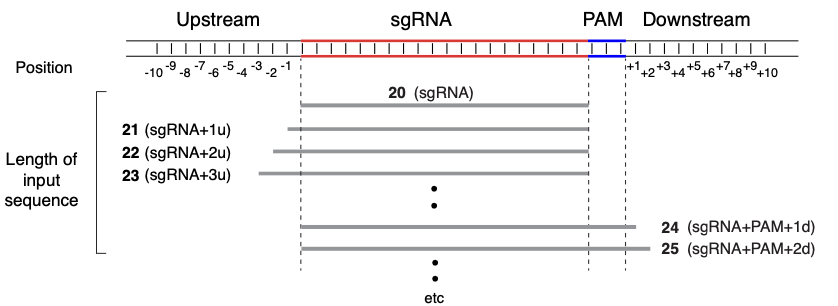 Upstream sgRNA PAM Downstream
Position -10 -9 -8 -7 -6 -5 -4 -3 -2 -1 +1 +2 +3 +4 +5 +6 +7 +8 +9 +10
20 (sgRNA)
21 (sgRNA+1u)
22 (sgRNA+2u)
23 (sgRNA+3u)
Length of
input
sequence
24 (sgRNA+PAM+1d)
25 (sgRNA+PAM+2d)
etc